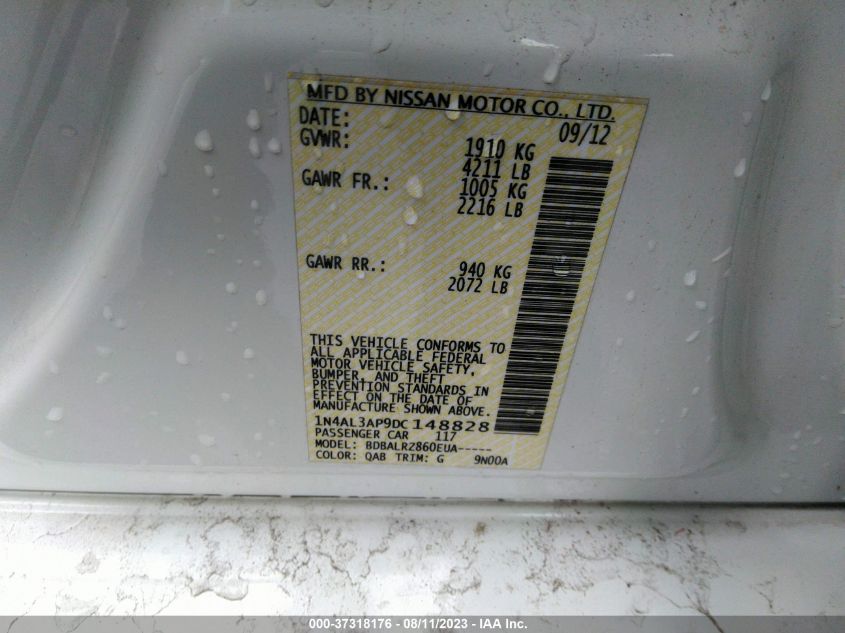 MFD BY NISSAN MOTOR CO., LTD.
DATE: 09/12
GVWR: 1910 KG
4211 LB
GAWR FR.: 1005 KG
2216 LB
GAWR RR.: 940 KG
2072 LB
THIS VEHICLE CONFORMS TO
ALL APPLICABLE FEDERAL
MOTOR VEHICLE SAFETY,
BUMPER, AND THEFT
PREVENTION STANDARDS IN
EFFECT ON THE DATE OF
MANUFACTURE SHOWN ABOVE.
1N4AL3AP9DC148828
PASSENGER CAR 117
MODEL: BDBALRZ860EUA-----
COLOR: QAB TRIM: G 9N00A
000-37318176 - 08/11/2023 - IAA Inc.